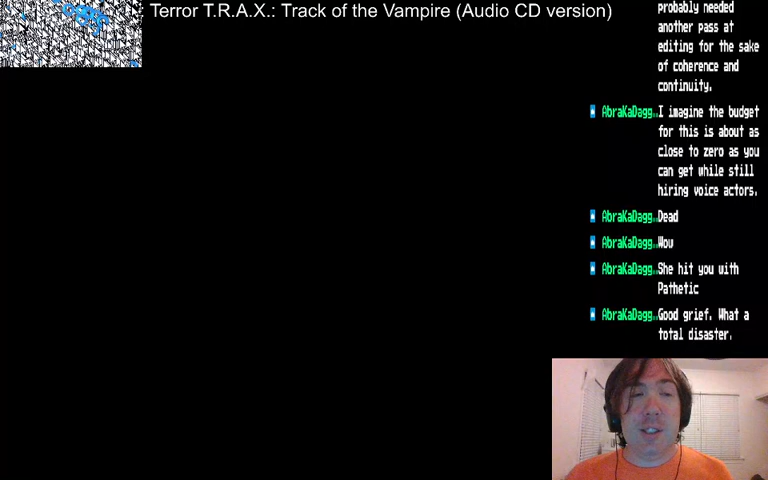 Terror T.R.A.X.: Track of the Vampire (Audio CD version)
probably needed
another pass at
editing for the sake
of coherence and
continuity.
AbraKaDagg..I imagine the budget
for this is about as
close to zero as you
can get while still
hiring voice actors.
AbraKaDagg..Dead
AbraKaDagg..Wow
AbraKaDagg..She hit you with
Pathetic
AbraKaDagg..Good grief. What a
total disaster.